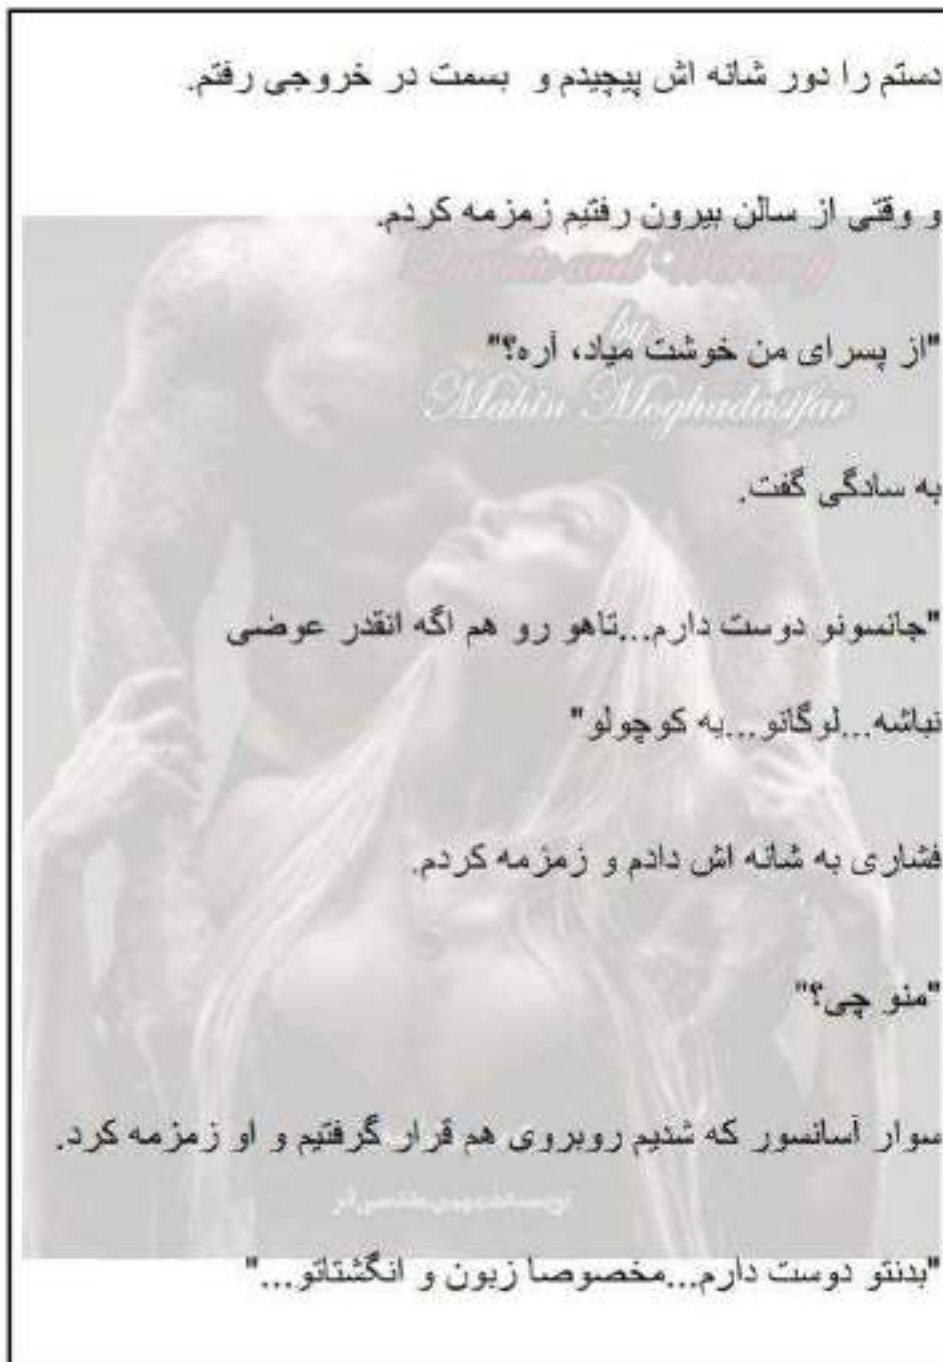 دستم را دور شانه اش پیچیدم و بسمت در خروجی رفتم.
و وقتی از سالن بیرون رفتیم زمزمه کردم.
and
by
"از پسرای من خوشت میاد، آره؟"
Mahin Moghadasifar
به سادگی گفت.
"جانسونو دوست دارم...تاهو رو هم اگه انقدر عوضی
نباشه...لوگانو...یه کوچولو"
فشاری به شانه اش دادم و زمزمه کردم.
"منو چی؟"
سوار آسانسور که شدیم روبروی هم قرار گرفتیم و او زمزمه کرد.
"بدنتو دوست دارم...مخصوصا زبون و انگشتاتو..."